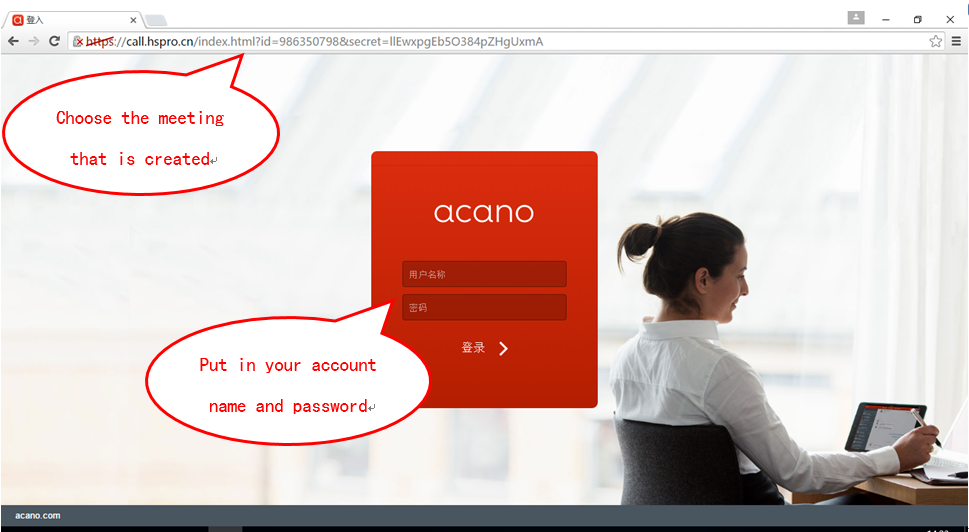 登入
https://call.hspro.cn/index.html?id=986350798&secret=llEwxpgEb5O384pZHgUxmA
Choose the meeting
that is created
acano
用户名称
密码
登录
Put in your account
name and password
acano.com